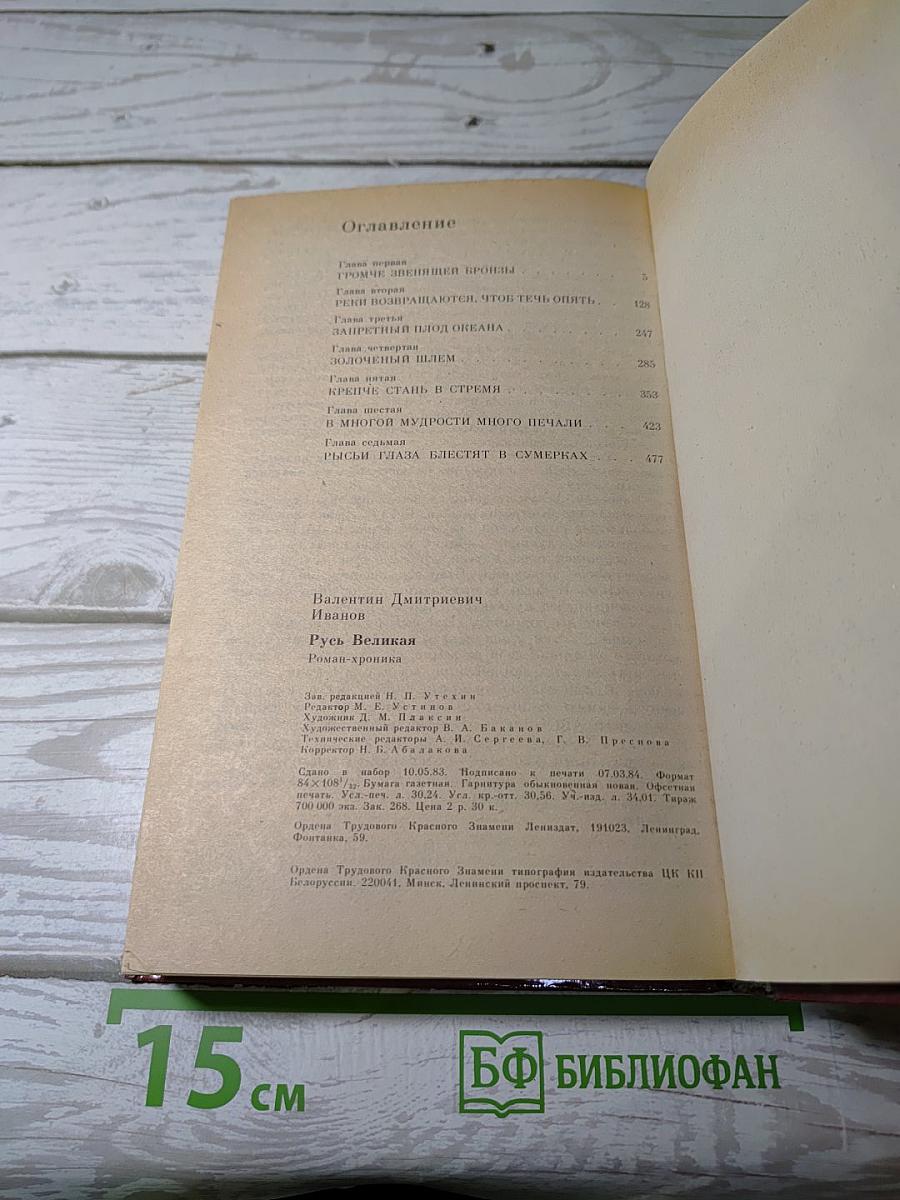 Оглавление
Глава первая
ГРОМЧЕ ЗВЕНЯЩЕЙ БРОНЗЫ . . . . . . . . 5
Глава вторая
РЕКИ ВОЗВРАЩАЮТСЯ, ЧТОБ ТЕЧЬ ОПЯТЬ . . 128
Глава третья
ЗАПРЕТНЫЙ ПЛОД ОКЕАНА . . . . . . . . 247
Глава четвертая
ЗОЛОЧЕНЫЙ ШЛЕМ . . . . . . . . . . . 285
Глава пятая
КРЕПЧЕ СТАНЬ В СТРЕМЯ . . . . . . . . 353
Глава шестая
В МНОГОЙ МУДРОСТИ МНОГО ПЕЧАЛИ . . . 423
Глава седьмая
РЫСЬИ ГЛАЗА БЛЕСТЯТ В СУМЕРКАХ . . . . 477
Валентин Дмитриевич
Иванов
Русь Великая
Роман-хроника
Зав. редакцией Н. П. Утехин
Редактор М. Е. Устинов
Художник Д. М. Плаксин
Художественный редактор В. А. Баканов
Технические редакторы А. И. Сергеева, Г. В. Преснова
Корректор Н. Б. Абалакова
Сдано в набор 10.05.83. Подписано к печати 07.03.84. Формат
84×108¹/₃₂. Бумага газетная. Гарнитура обыкновенная новая. Офсетная
печать. Усл.-печ. л. 30,24. Усл. кр.-отт. 30,56. Уч.-изд. л. 34,01. Тираж
700 000 экз. Зак. 268. Цена 2 р. 30 к.
Ордена Трудового Красного Знамени Лениздат, 191023, Ленинград,
Фонтанка, 59.
Ордена Трудового Красного Знамени типография издательства ЦК КП
Белоруссии. 220041, Минск, Ленинский проспект, 79.
15 см
БФ БИБЛИОФАН